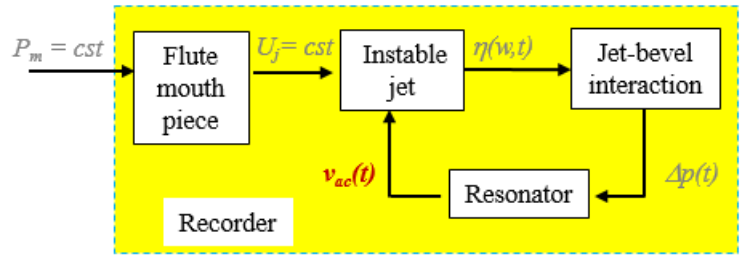 P_m = cst
Flute
mouth
piece
U_j= cst
Instable
jet
η(w,t)
Jet-bevel
interaction
v_ac(t)
Resonator
Δp(t)
Recorder